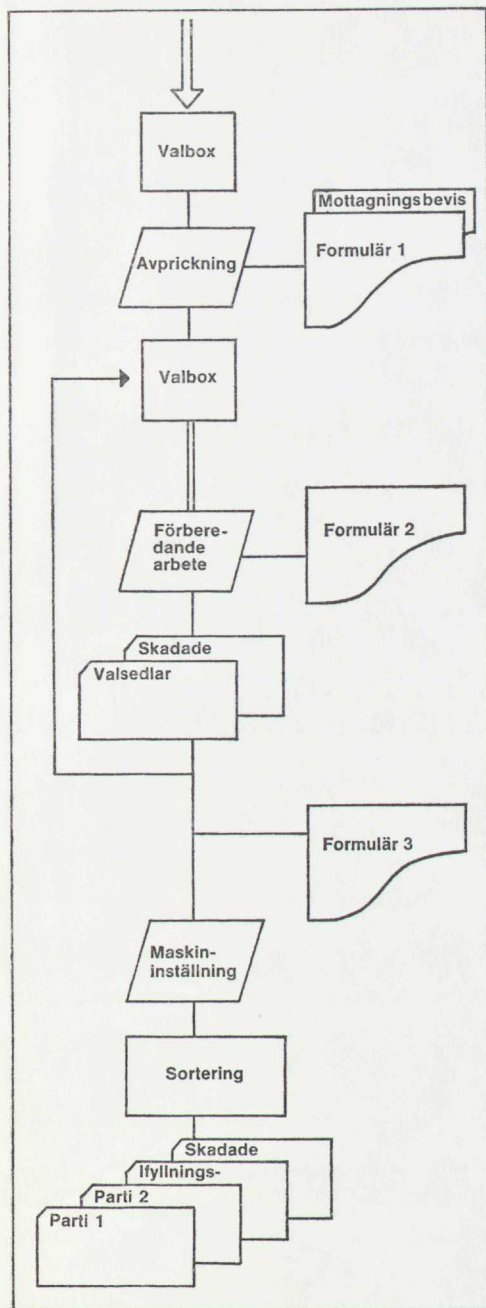 Valbox
Mottagningsbevis
Avprickning
Formulär 1
Valbox
Förbere-
dande
arbete
Formulär 2
Skadade
Valsedlar
Formulär 3
Maskin-
inställning
Sortering
Skadade
Ifyllnings-
Parti 2
Parti 1